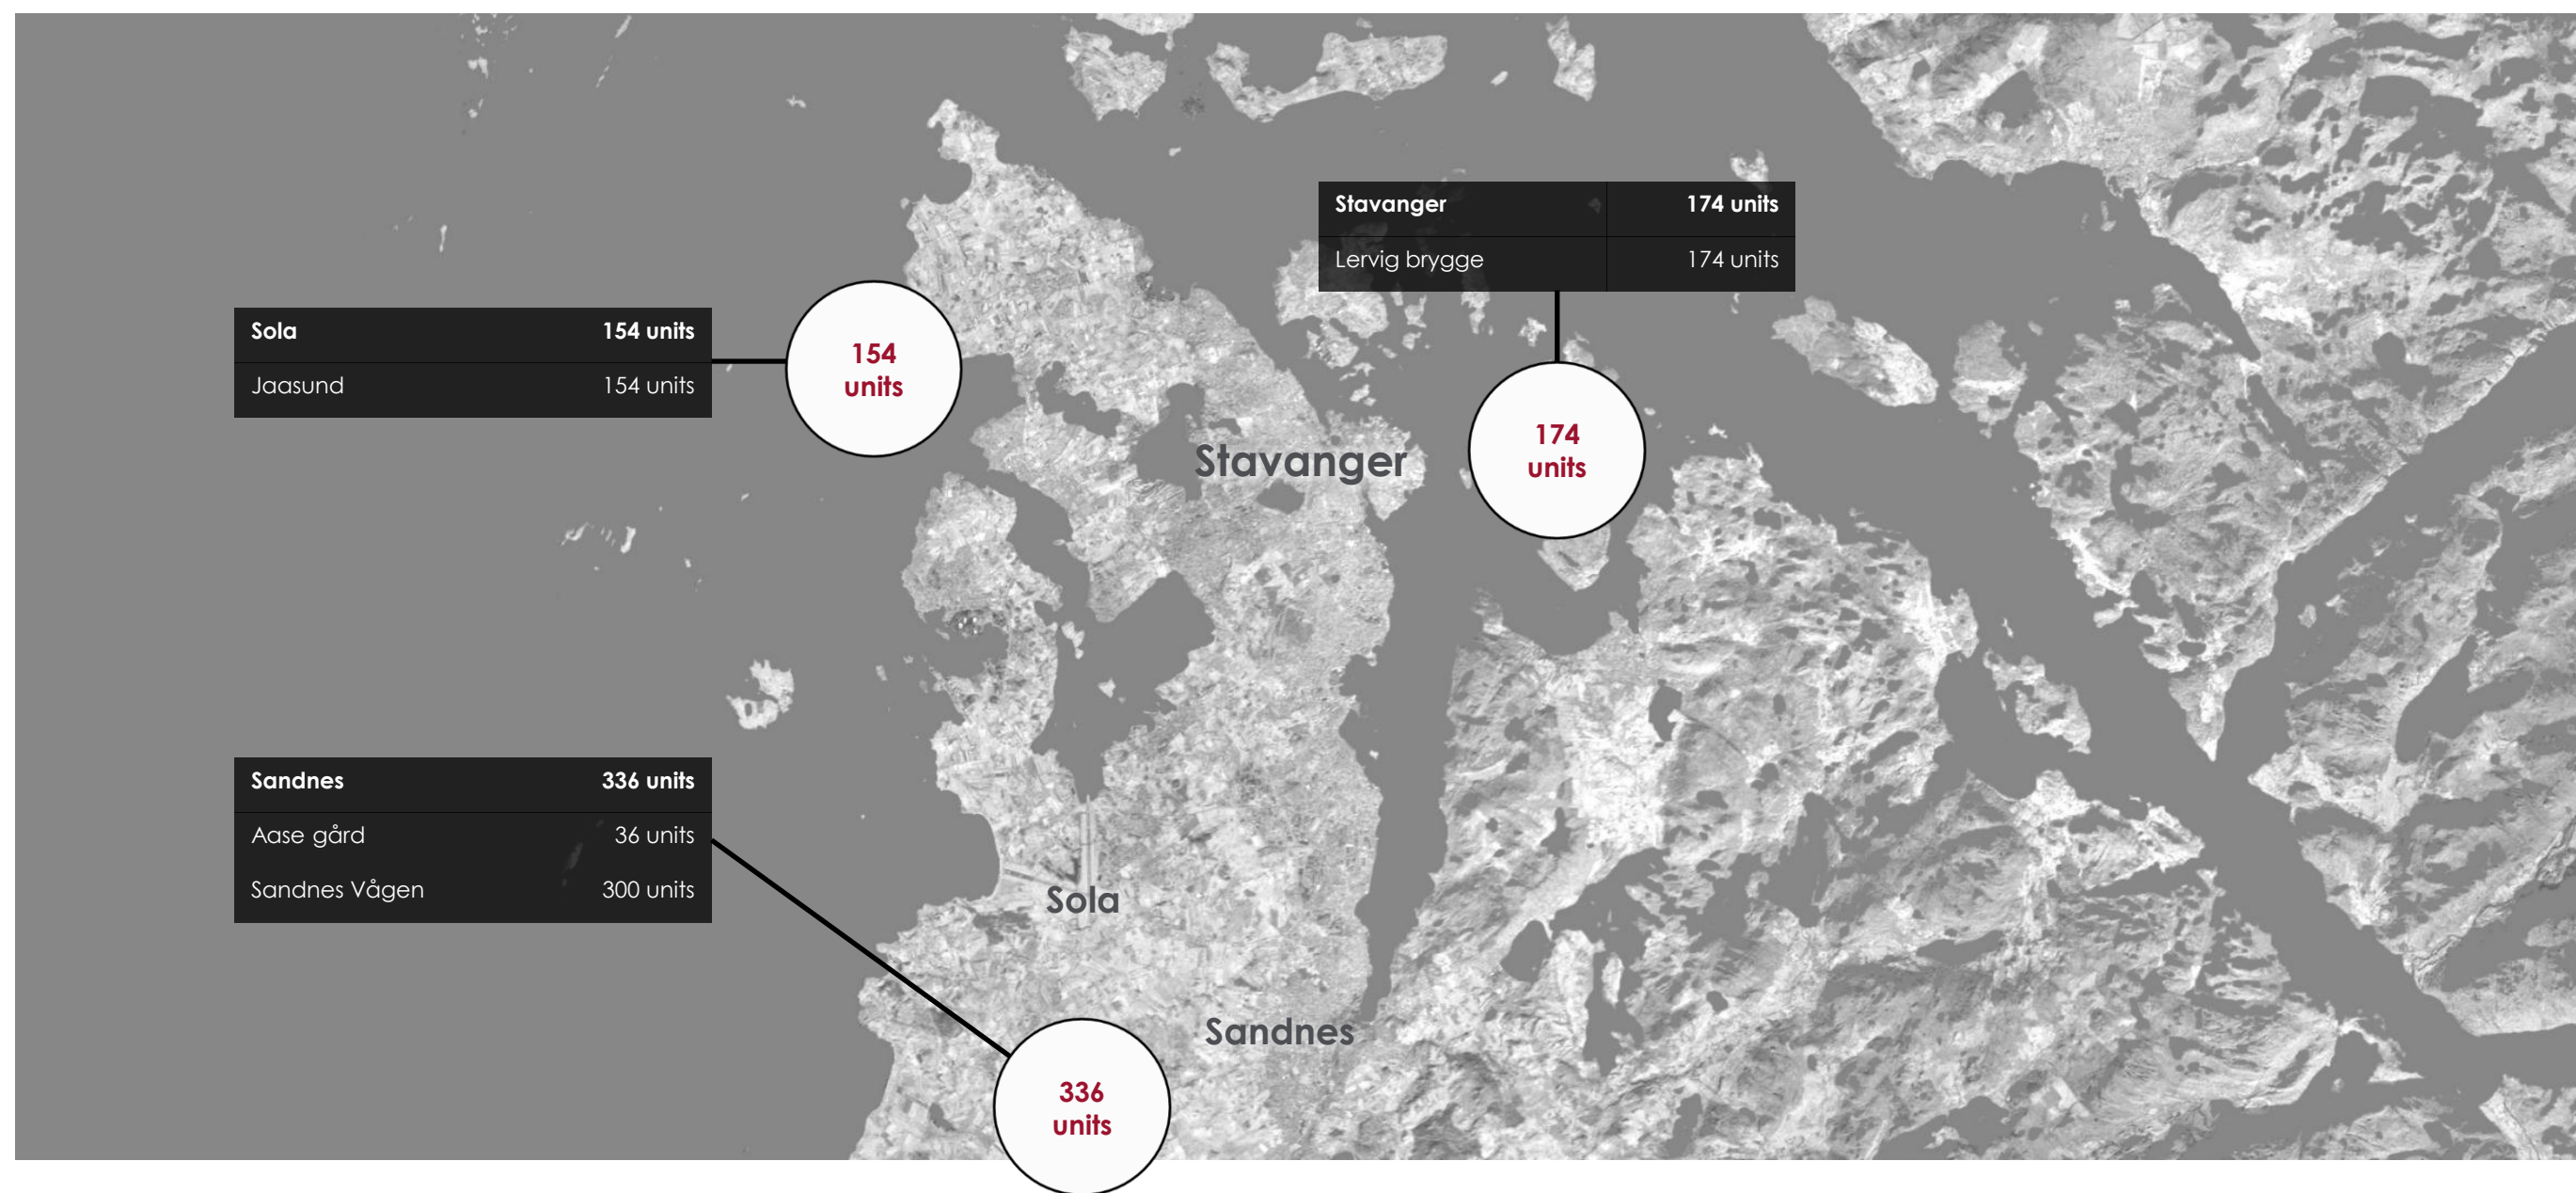 Stavanger 174 units
Lervig brygge 174 units
Sola 154 units
Jaasund 154 units
154
units
174
units
Stavanger
Sandnes 336 units
Aase gård 36 units
Sandnes Vågen 300 units
Sola
Sandnes
336
units